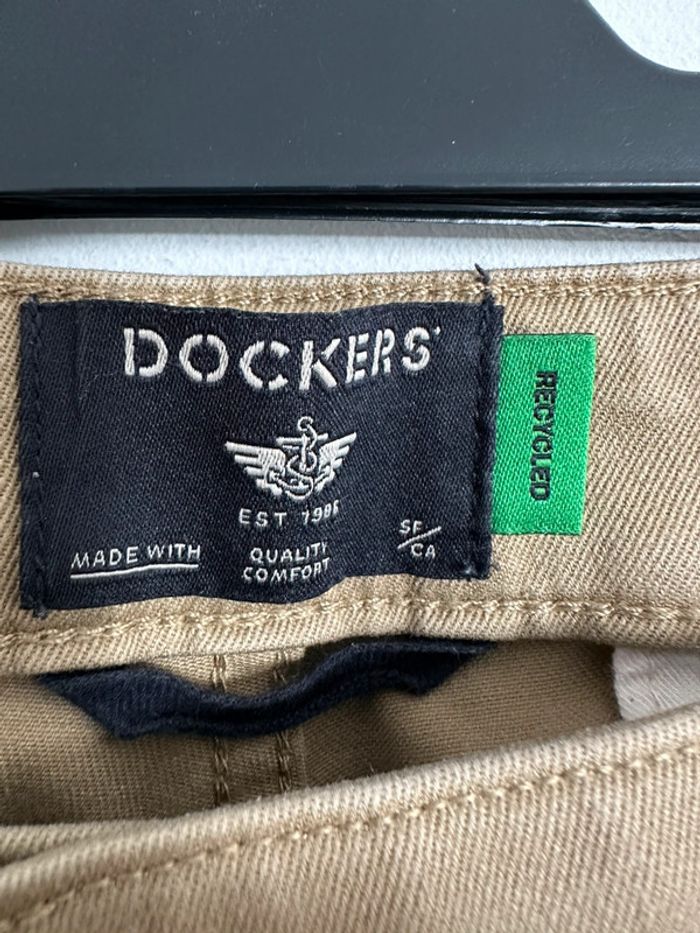 DOCKERS
EST 1986
MADE WITH
QUALITY
COMFORT
SF/CA
RECYCLED